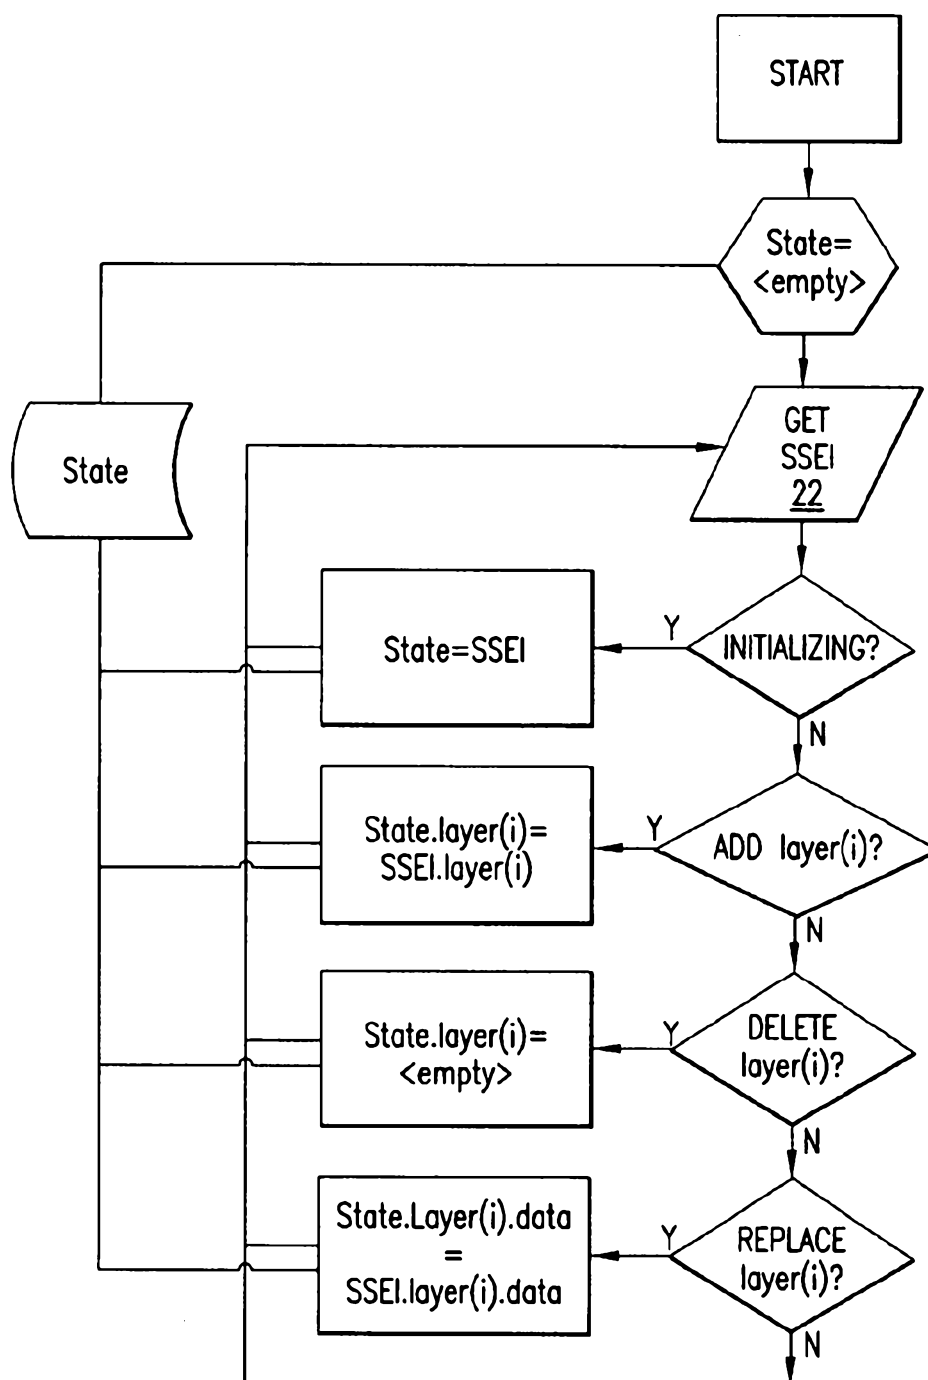 START
State=
<empty>
GET
SSEI
22
State
INITIALIZING?
Y
State=SSEI
N
ADD layer(i)?
Y
State.layer(i)=
SSEI.layer(i)
N
DELETE
layer(i)?
Y
State.layer(i)=
<empty>
N
REPLACE
layer(i)?
Y
State.Layer(i).data
=
SSEI.layer(i).data
N